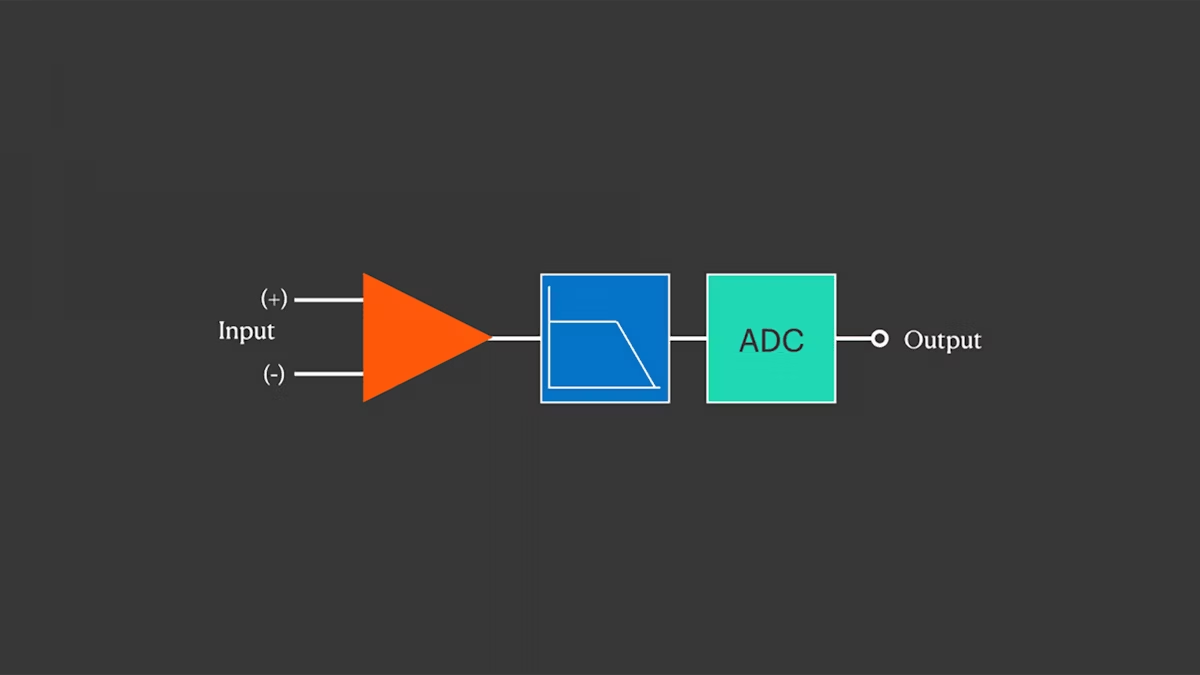 (+)
Input
(-)
ADC
Output